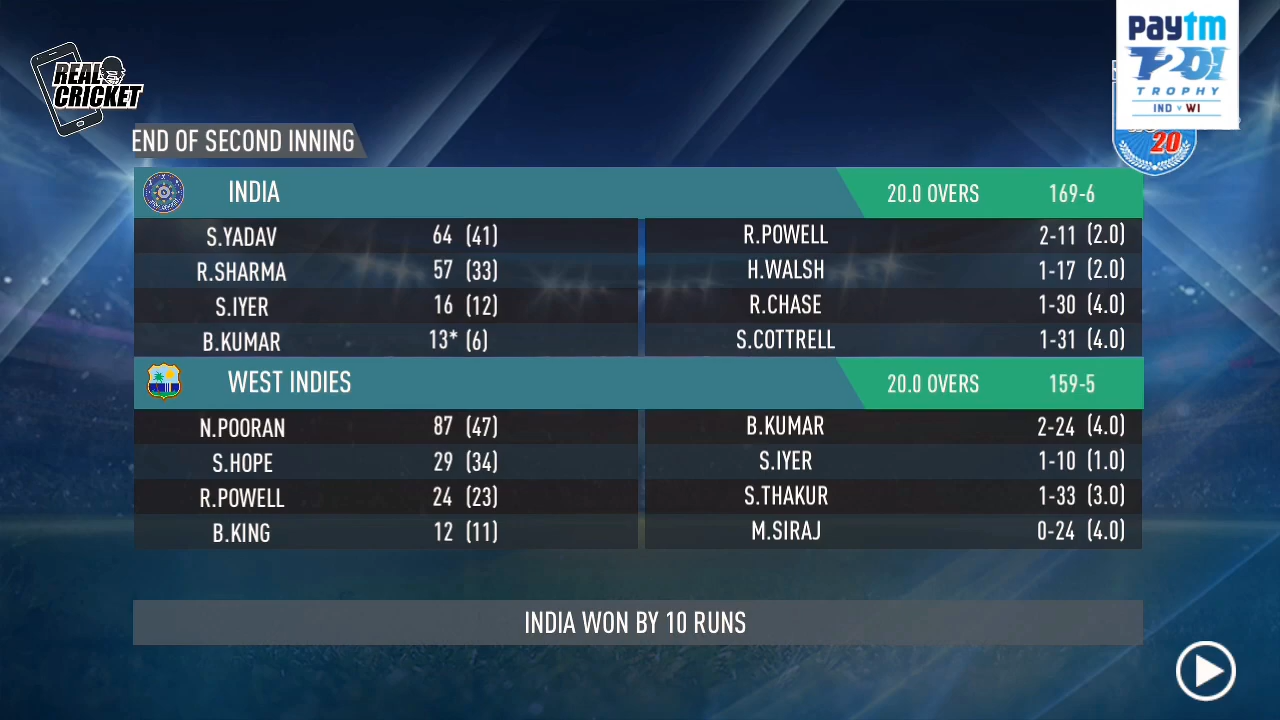 REAL
CRICKET
paytm
T20I
TROPHY
IND v WI
20
END OF SECOND INNING
INDIA 20.0 OVERS 169-6
S.YADAV 64 (41) R.POWELL 2-11 (2.0)
R.SHARMA 57 (33) H.WALSH 1-17 (2.0)
S.IYER 16 (12) R.CHASE 1-30 (4.0)
B.KUMAR 13* (6) S.COTTRELL 1-31 (4.0)
WEST INDIES 20.0 OVERS 159-5
N.POORAN 87 (47) B.KUMAR 2-24 (4.0)
S.HOPE 29 (34) S.IYER 1-10 (1.0)
R.POWELL 24 (23) S.THAKUR 1-33 (3.0)
B.KING 12 (11) M.SIRAJ 0-24 (4.0)
INDIA WON BY 10 RUNS